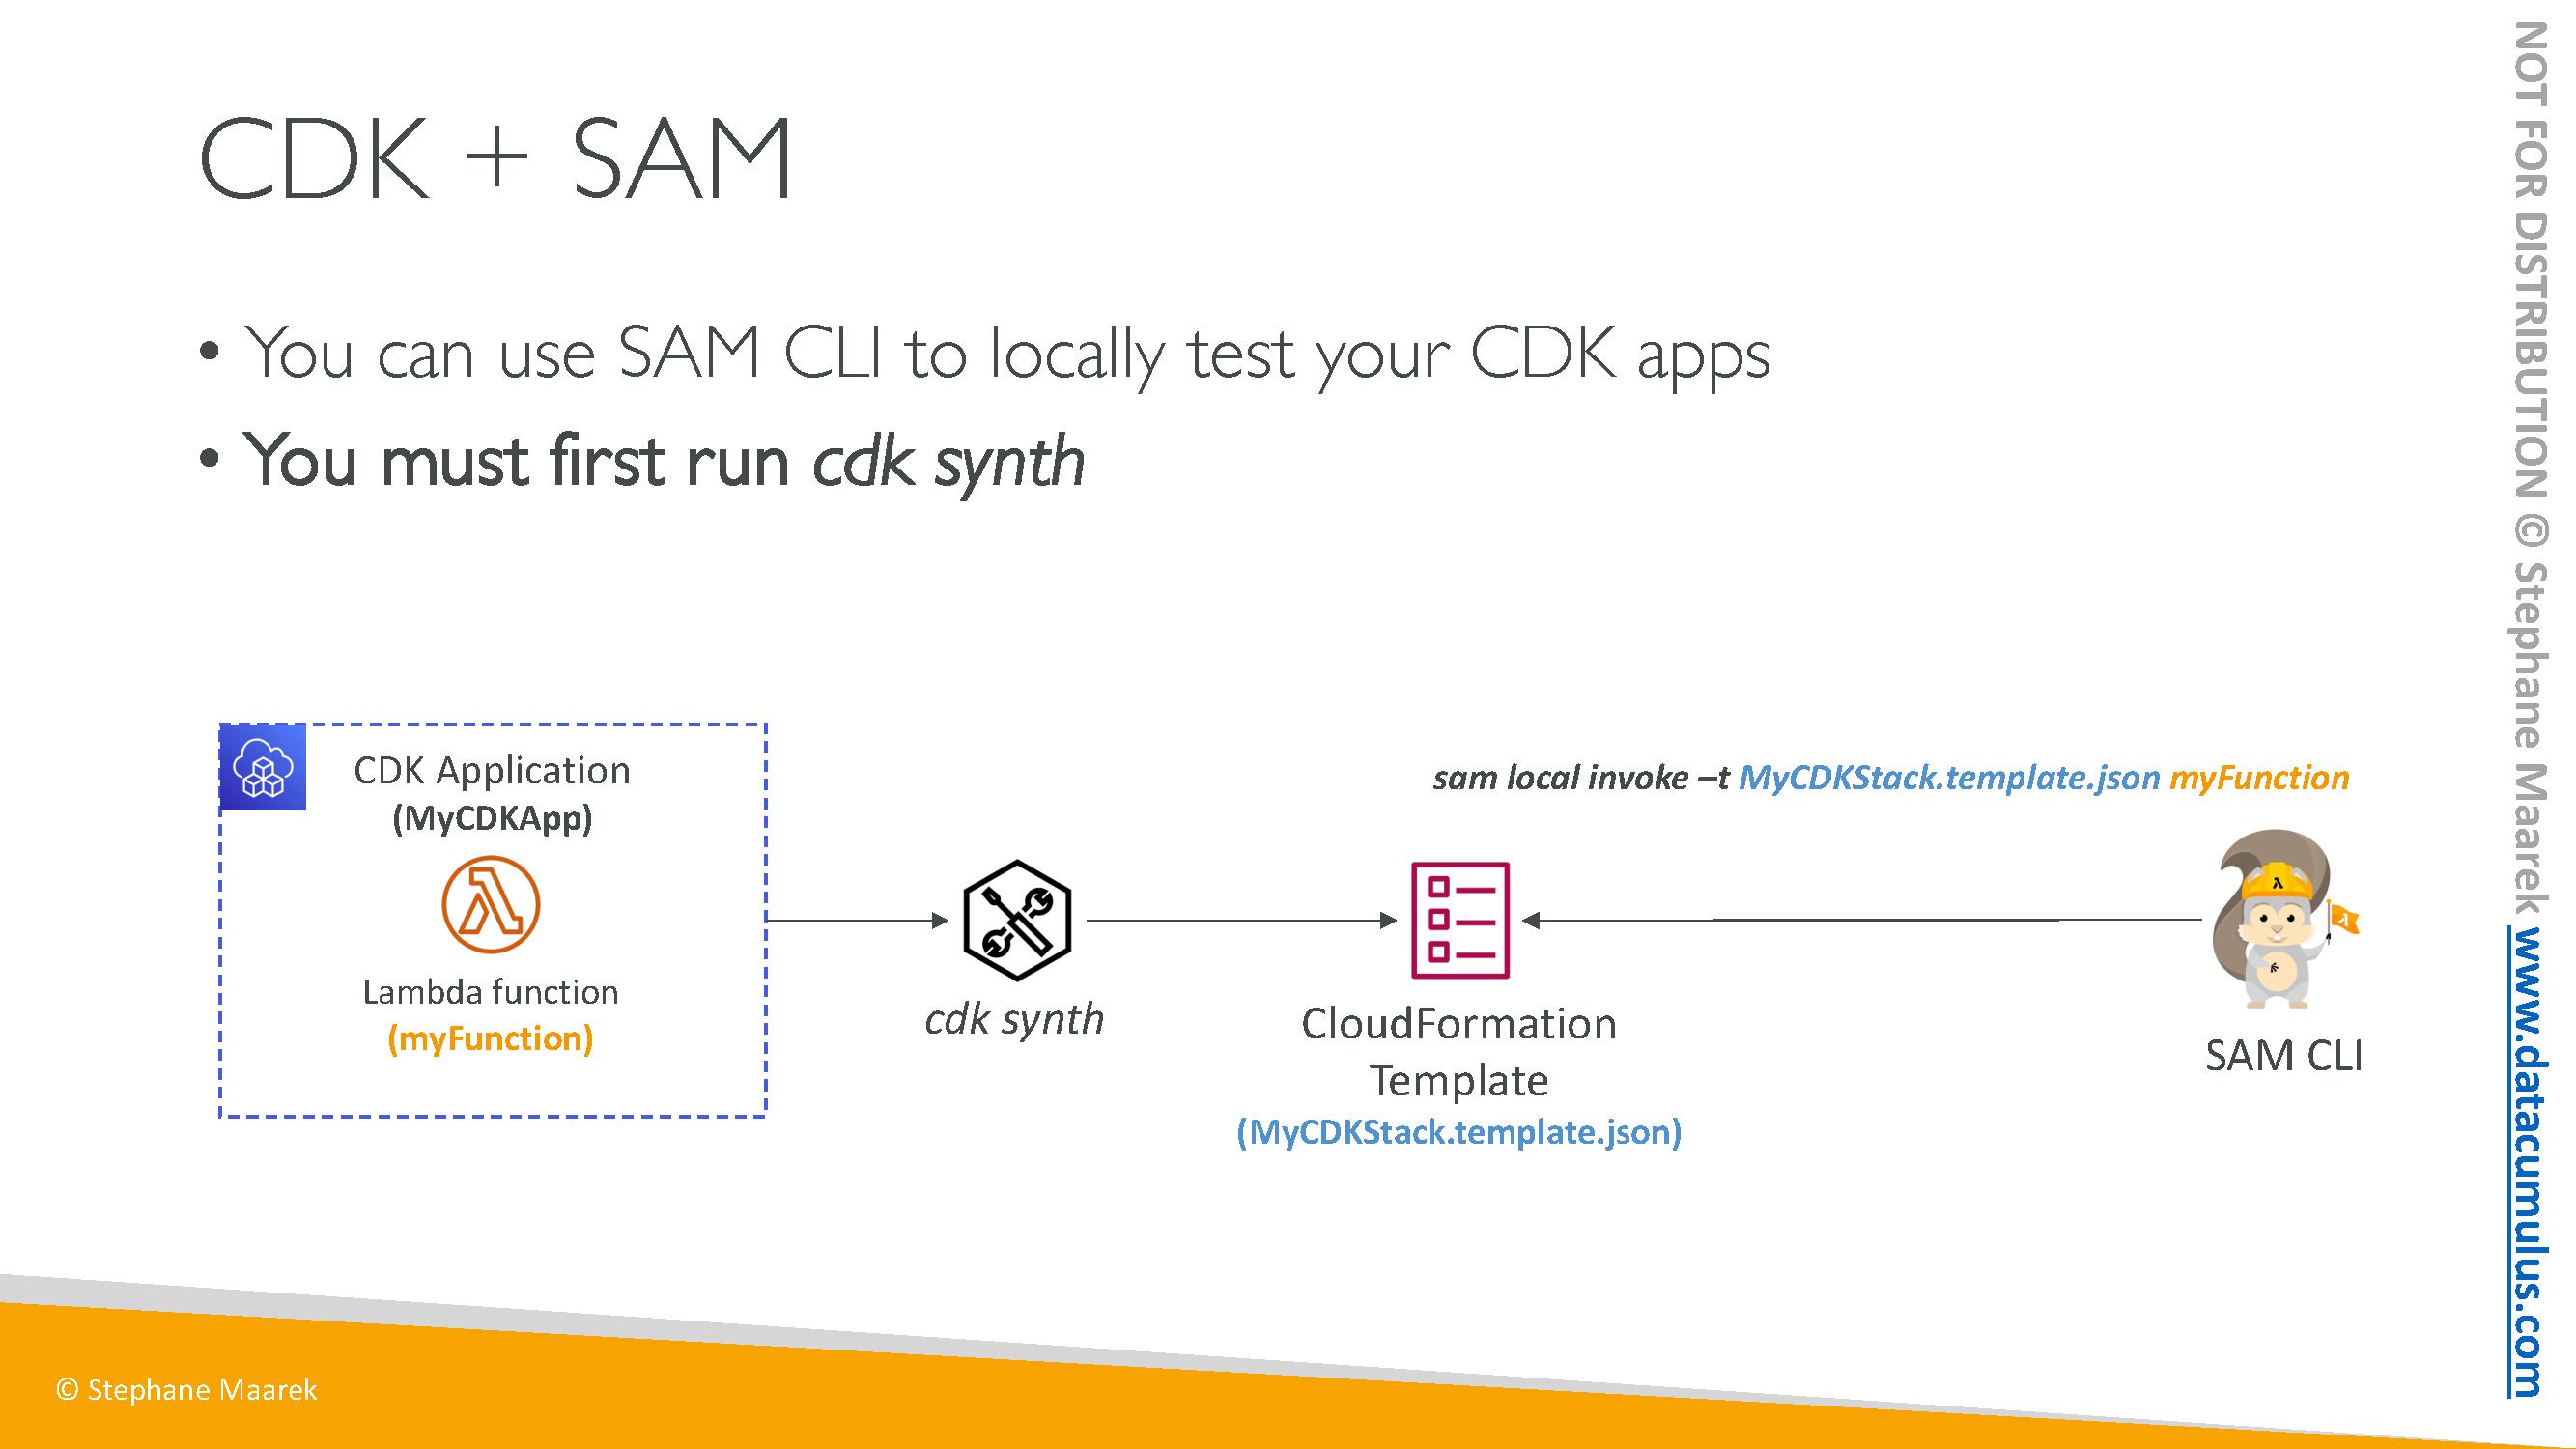 CDK + SAM
• You can use SAM CLI to locally test your CDK apps
• You must first run cdk synth
CDK Application
(MyCDKApp)
Lambda function
(myFunction)
cdk synth
sam local invoke –t MyCDKStack.template.json myFunction
CloudFormation
Template
(MyCDKStack.template.json)
SAM CLI
© Stephane Maarek
NOT FOR DISTRIBUTION © Stephane Maarek www.datacumulus.com